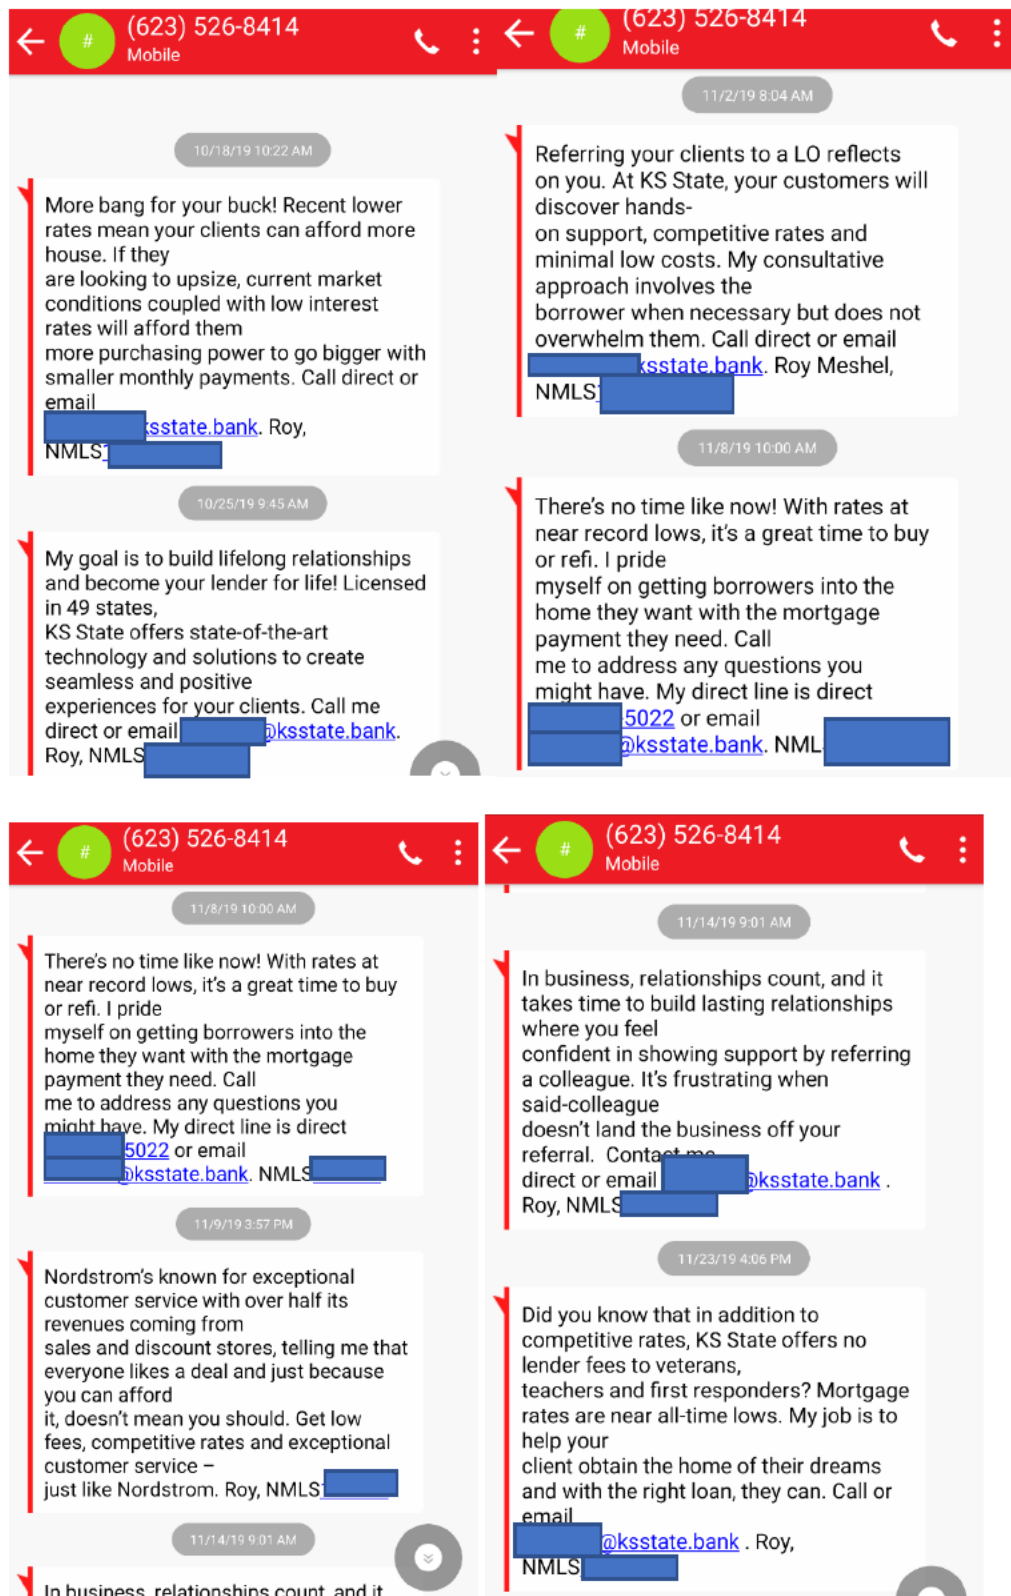 (623) 526-8414
Mobile
10/18/19 10:22 AM
More bang for your buck! Recent lower
rates mean your clients can afford more
house. If they
are looking to upsize, current market
conditions coupled with low interest
rates will afford them
more purchasing power to go bigger with
smaller monthly payments. Call direct or
email
ksstate.bank. Roy,
NMLS
10/25/19 9:45 AM
My goal is to build lifelong relationships
and become your lender for life! Licensed
in 49 states,
KS State offers state-of-the-art
technology and solutions to create
seamless and positive
experiences for your clients. Call me
direct or email @ksstate.bank.
Roy, NMLS
(623) 526-8414
Mobile
11/2/19 8:04 AM
Referring your clients to a LO reflects
on you. At KS State, your customers will
discover hands-
on support, competitive rates and
minimal low costs. My consultative
approach involves the
borrower when necessary but does not
overwhelm them. Call direct or email
ksstate.bank. Roy Meshel,
NMLS
11/8/19 10:00 AM
There's no time like now! With rates at
near record lows, it's a great time to buy
or refi. I pride
myself on getting borrowers into the
home they want with the mortgage
payment they need. Call
me to address any questions you
might have. My direct line is direct
5022 or email
@ksstate.bank. NML
(623) 526-8414
Mobile
11/8/19 10:00 AM
There's no time like now! With rates at
near record lows, it's a great time to buy
or refi. I pride
myself on getting borrowers into the
home they want with the mortgage
payment they need. Call
me to address any questions you
might have. My direct line is direct
5022 or email
@ksstate.bank. NMLS
11/9/19 3:57 PM
Nordstrom's known for exceptional
customer service with over half its
revenues coming from
sales and discount stores, telling me that
everyone likes a deal and just because
you can afford
it, doesn't mean you should. Get low
fees, competitive rates and exceptional
customer service –
just like Nordstrom. Roy, NMLS
11/14/19 9:01 AM
In business, relationships count, and it
(623) 526-8414
Mobile
11/14/19 9:01 AM
In business, relationships count, and it
takes time to build lasting relationships
where you feel
confident in showing support by referring
a colleague. It's frustrating when
said-colleague
doesn't land the business off your
referral. Contact me
direct or email @ksstate.bank .
Roy, NMLS
11/23/19 4:06 PM
Did you know that in addition to
competitive rates, KS State offers no
lender fees to veterans,
teachers and first responders? Mortgage
rates are near all-time lows. My job is to
help your
client obtain the home of their dreams
and with the right loan, they can. Call or
email
@ksstate.bank . Roy,
NMLS